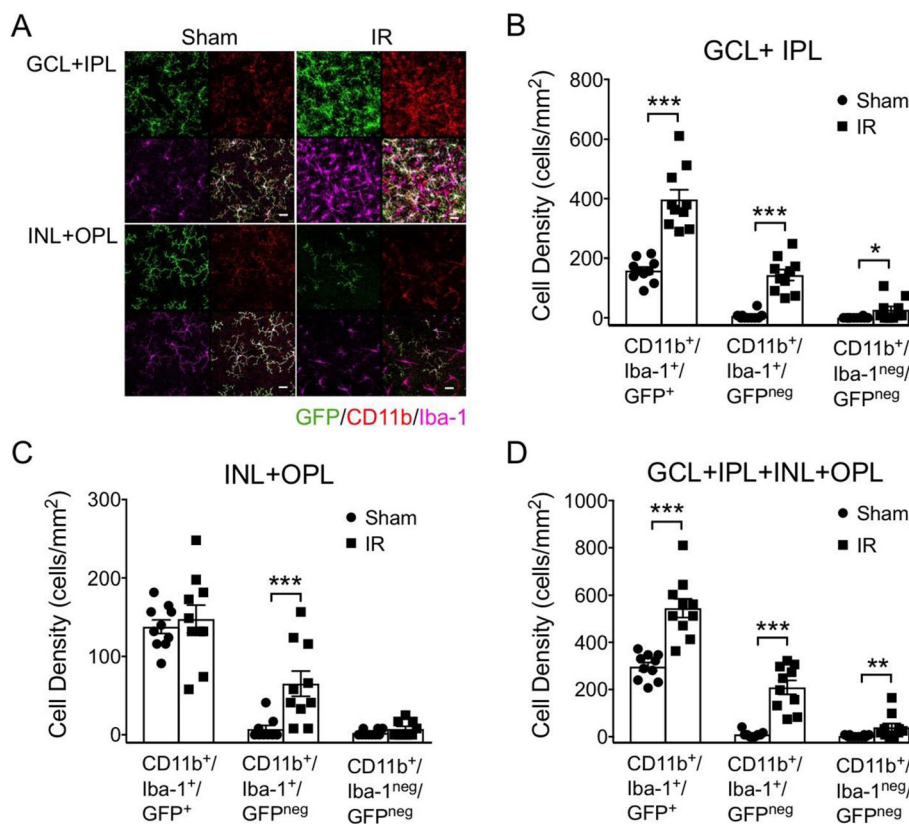 A
Sham IR
GCL+IPL
INL+OPL
GFP/CD11b/Iba-1
B
GCL+ IPL
Cell Density (cells/mm²)
800
600
400
200
0
Sham
IR
***
***
*
CD11b⁺/
Iba-1⁺/
GFP⁺
CD11b⁺/
Iba-1⁺/
GFPⁿᵉᵍ
CD11b⁺/
Iba-1ⁿᵉᵍ/
GFPⁿᵉᵍ
C
INL+OPL
Cell Density (cells/mm²)
300
200
100
0
Sham
IR
***
CD11b⁺/
Iba-1⁺/
GFP⁺
CD11b⁺/
Iba-1⁺/
GFPⁿᵉᵍ
CD11b⁺/
Iba-1ⁿᵉᵍ/
GFPⁿᵉᵍ
D
GCL+IPL+INL+OPL
Cell Density (cells/mm²)
1000
800
600
400
200
0
Sham
IR
***
***
**
CD11b⁺/
Iba-1⁺/
GFP⁺
CD11b⁺/
Iba-1⁺/
GFPⁿᵉᵍ
CD11b⁺/
Iba-1ⁿᵉᵍ/
GFPⁿᵉᵍ